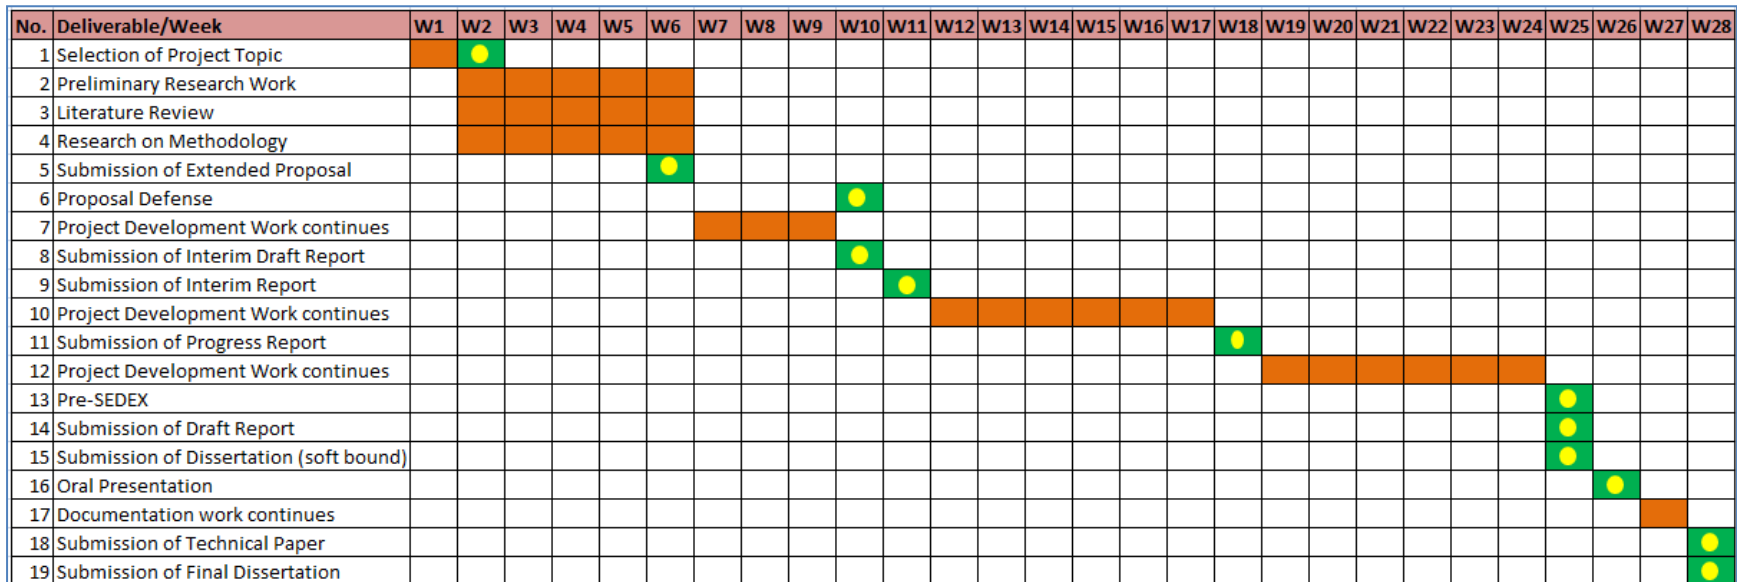 No. Deliverable/Week W1 W2 W3 W4 W5 W6 W7 W8 W9 W10 W11 W12 W13 W14 W15 W16 W17 W18 W19 W20 W21 W22 W23 W24 W25 W26 W27 W28
1 Selection of Project Topic
2 Preliminary Research Work
3 Literature Review
4 Research on Methodology
5 Submission of Extended Proposal
6 Proposal Defense
7 Project Development Work continues
8 Submission of Interim Draft Report
9 Submission of Interim Report
10 Project Development Work continues
11 Submission of Progress Report
12 Project Development Work continues
13 Pre-SEDEX
14 Submission of Draft Report
15 Submission of Dissertation (soft bound)
16 Oral Presentation
17 Documentation work continues
18 Submission of Technical Paper
19 Submission of Final Dissertation